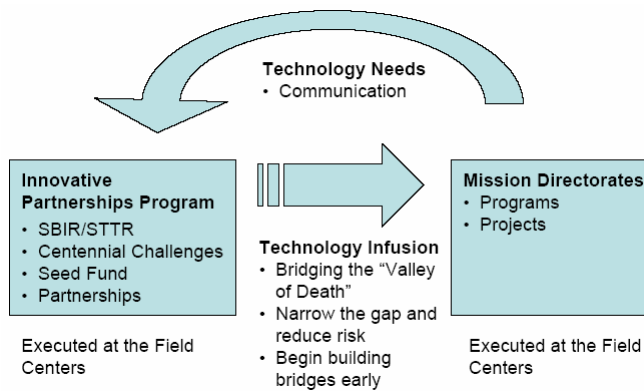 Technology Needs
• Communication
Innovative
Partnerships Program
• SBIR/STTR
• Centennial Challenges
• Seed Fund
• Partnerships
Executed at the Field
Centers
Technology Infusion
• Bridging the “Valley
of Death”
• Narrow the gap and
reduce risk
• Begin building
bridges early
Mission Directorates
• Programs
• Projects
Executed at the Field
Centers